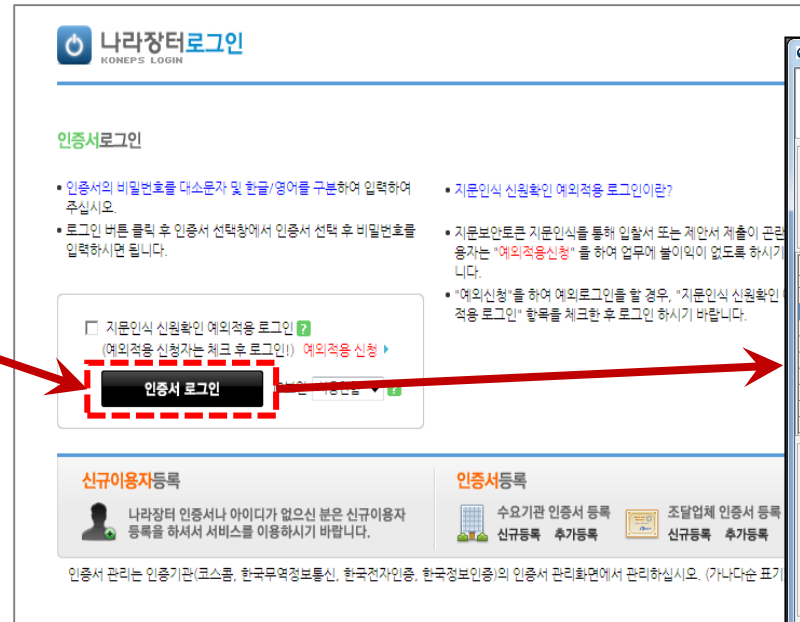 나라장터로그인
KONEPS LOGIN
인증서로그인
• 인증서의 비밀번호를 대소문자 및 한글/영어를 구분하여 입력하여
주십시오.
• 로그인 버튼 클릭 후 인증서 선택창에서 인증서 선택 후 비밀번호를
입력하시면 됩니다.
• 지문인식 신원확인 예외적용 로그인이란?
• 지문보안토큰 지문인식을 통해 입찰서 또는 제안서 제출이 곤란
용자는 "예외적용신청" 을 하여 업무에 불이익이 없도록 하시기
니다.
• "예외신청"을 하여 예외로그인을 할 경우, "지문인식 신원확인
적용 로그인" 항목을 체크한 후 로그인 하시기 바랍니다.
지문인식 신원확인 예외적용 로그인 ?
(예외적용 신청자는 체크 후 로그인!) 예외적용 신청
인증서 로그인
신규이용자등록
나라장터 인증서나 아이디가 없으신 분은 신규이용자
등록을 하셔서 서비스를 이용하시기 바랍니다.
인증서등록
수요기관 인증서 등록
신규등록 추가등록
조달업체 인증서 등록
신규등록 추가등록
인증서 관리는 인증기관(코스콤, 한국무역정보통신, 한국전자인증, 한국정보인증)의 인증서 관리화면에서 관리하십시오. (가나다순 표기